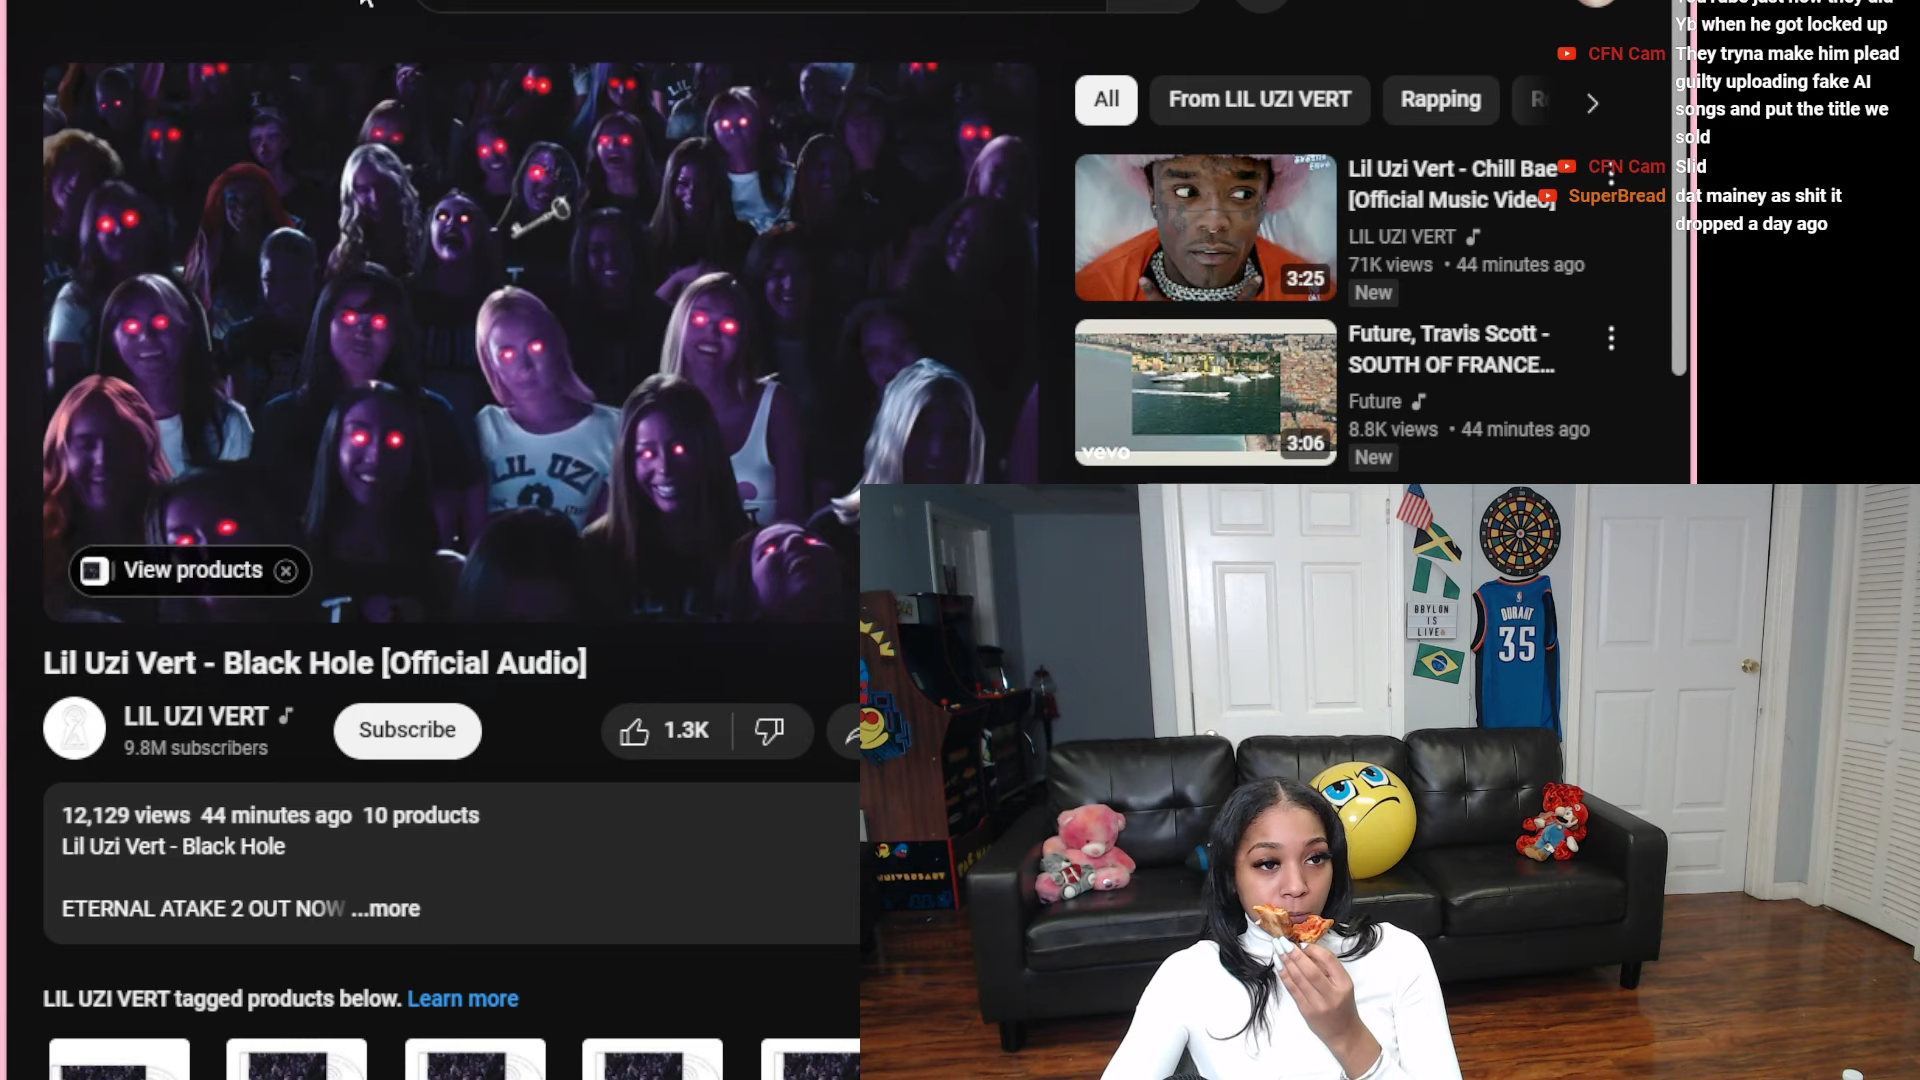 Yb when he got locked up
CFN Cam They tryna make him plead
guilty uploading fake AI
songs and put the title we
sold
CFN Cam Slid
SuperBread dat mainey as shit it
dropped a day ago
All
From LIL UZI VERT
Rapping
Lil Uzi Vert - Chill Bae
[Official Music Video]
LIL UZI VERT
71K views • 44 minutes ago
New
3:25
Future, Travis Scott -
SOUTH OF FRANCE...
Future
8.8K views • 44 minutes ago
New
3:06
vevo
LIL UZI
View products
Lil Uzi Vert - Black Hole [Official Audio]
LIL UZI VERT
9.8M subscribers
Subscribe
1.3K
12,129 views 44 minutes ago 10 products
Lil Uzi Vert - Black Hole
ETERNAL ATAKE 2 OUT NOW ...more
LIL UZI VERT tagged products below. Learn more
BBYLON
IS
LIVE
DURANT
35